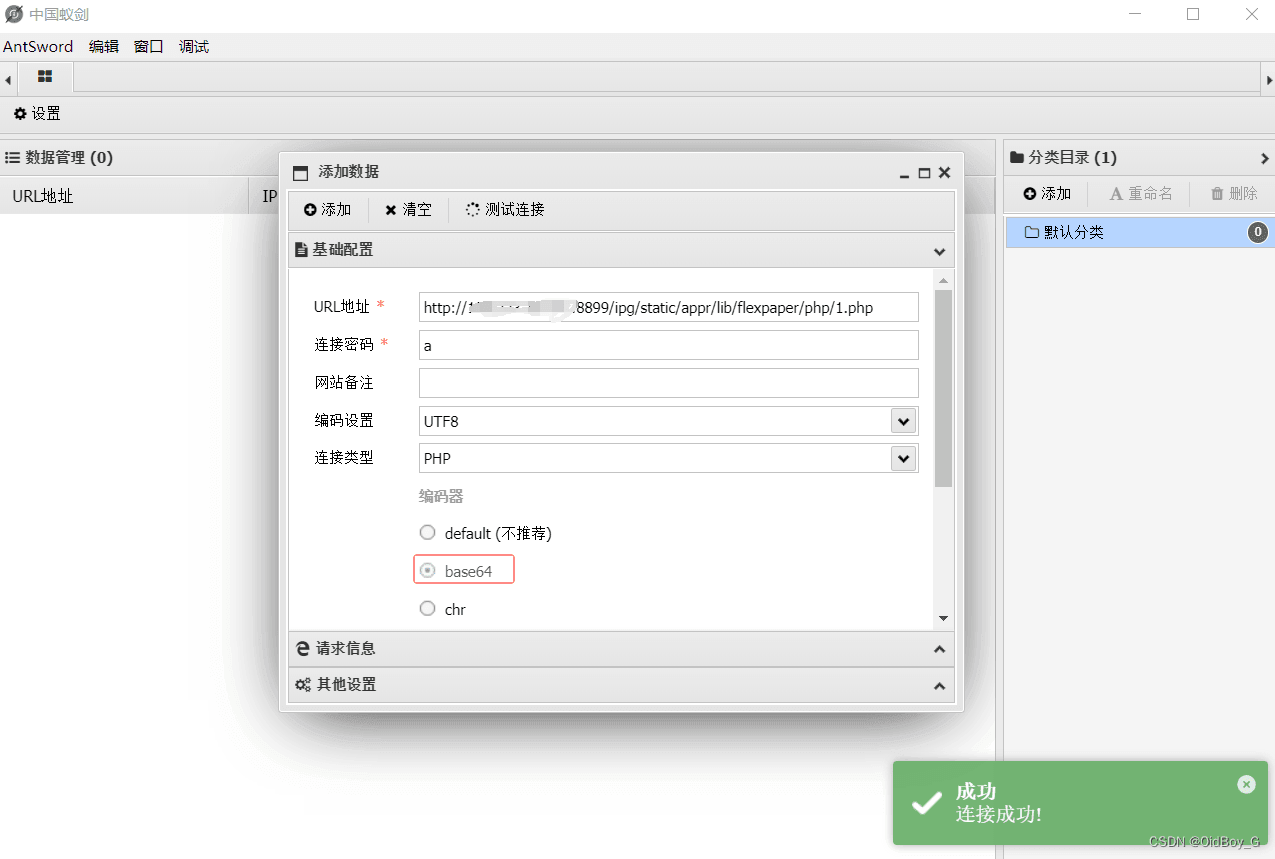 中国蚁剑
AntSword 编辑 窗口 调试
设置
数据管理 (0)
URL地址 IP
添加数据
添加 清空 测试连接
基础配置
URL地址 *
http:// 8899/ipg/static/appr/lib/flexpaper/php/1.php
连接密码 *
a
网站备注
编码设置
UTF8
连接类型
PHP
编码器
default (不推荐)
base64
chr
请求信息
其他设置
分类目录 (1)
添加 重命名 删除
默认分类 0
成功
连接成功!
CSDN @OidBoy_G